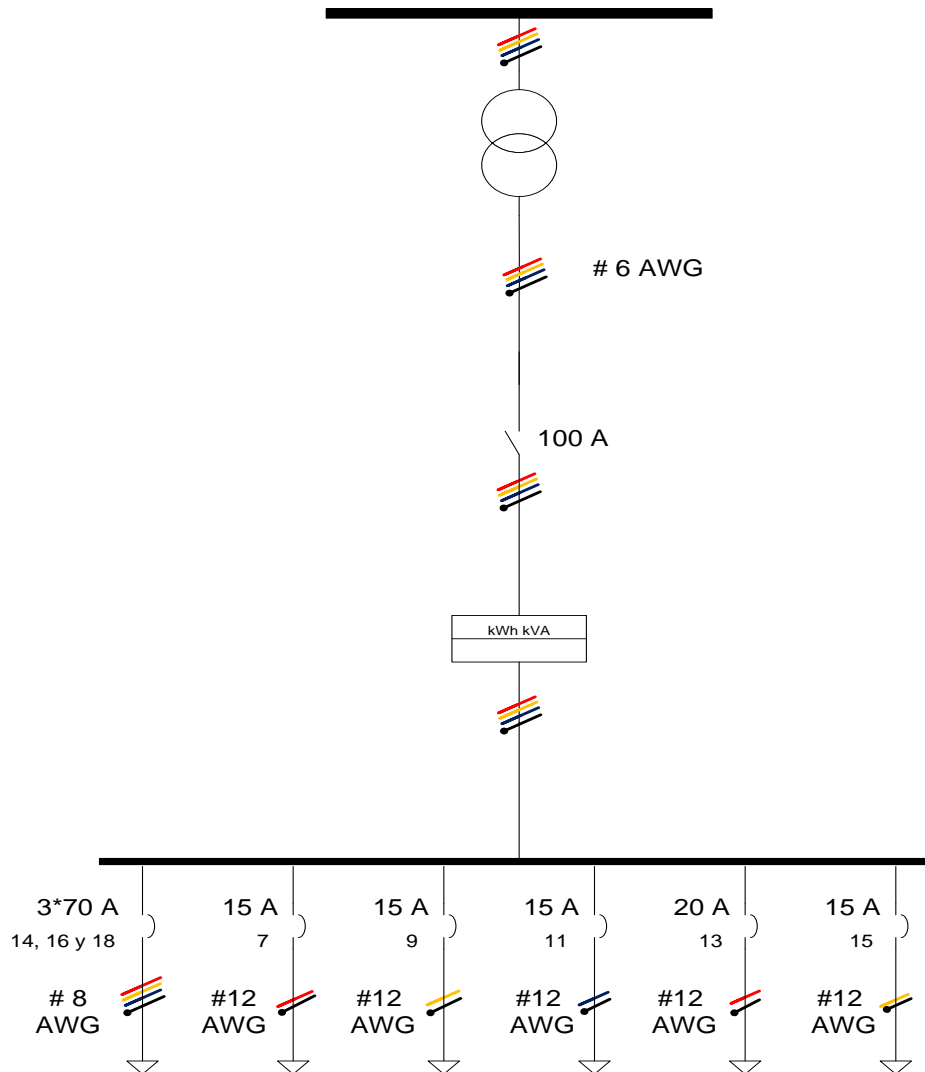 # 6 AWG
100 A
kWh kVA
3*70 A
14, 16 y 18
# 8
AWG
15 A
7
#12
AWG
15 A
9
#12
AWG
15 A
11
#12
AWG
20 A
13
#12
AWG
15 A
15
#12
AWG